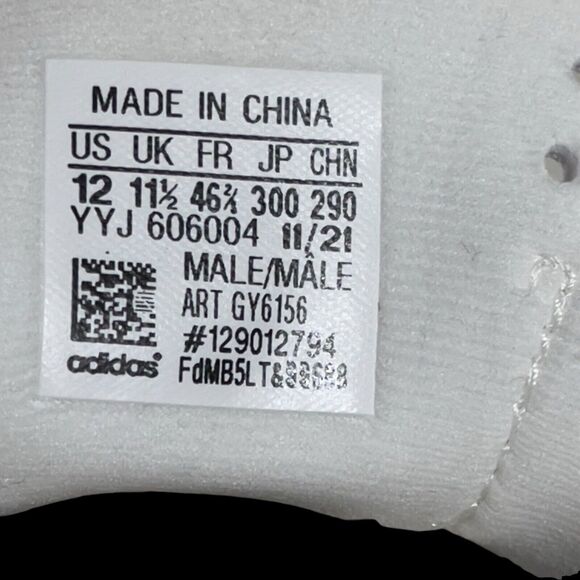 MADE IN CHINA
US UK FR JP CHN
12 11½ 46⅔ 300 290
YYJ 606004 11/21
MALE/MÂLE
ART GY6156
#129012794
adidas